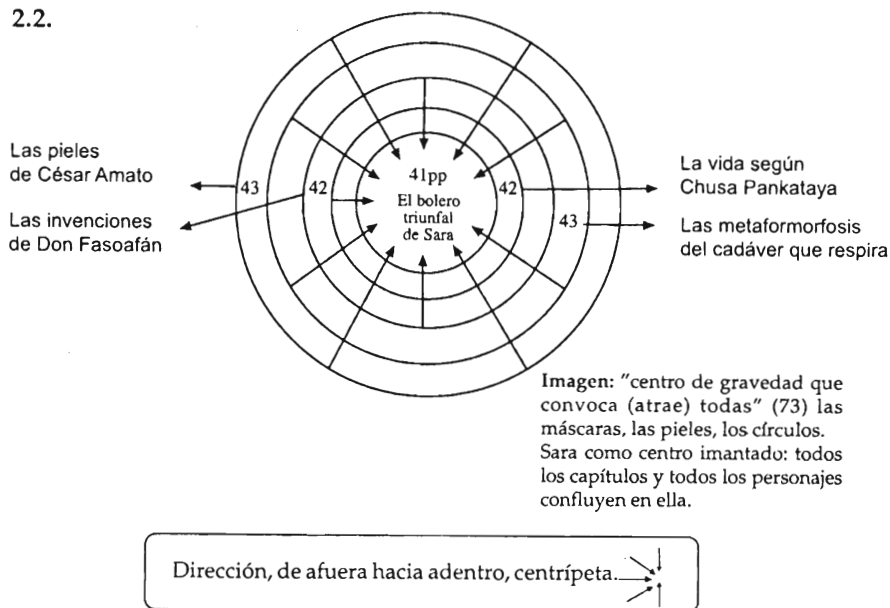 2.2.
Las pieles
de César Amato
Las invenciones
de Don Fasoafán
43
42
41pp
El bolero
triunfal
de Sara
42
43
La vida según
Chusa Pankataya
Las metaformorfosis
del cadáver que respira
Imagen: "centro de gravedad que
convoca (atrae) todas" (73) las
máscaras, las pieles, los círculos.
Sara como centro imantado: todos
los capítulos y todos los personajes
confluyen en ella.
Dirección, de afuera hacia adentro, centrípeta.